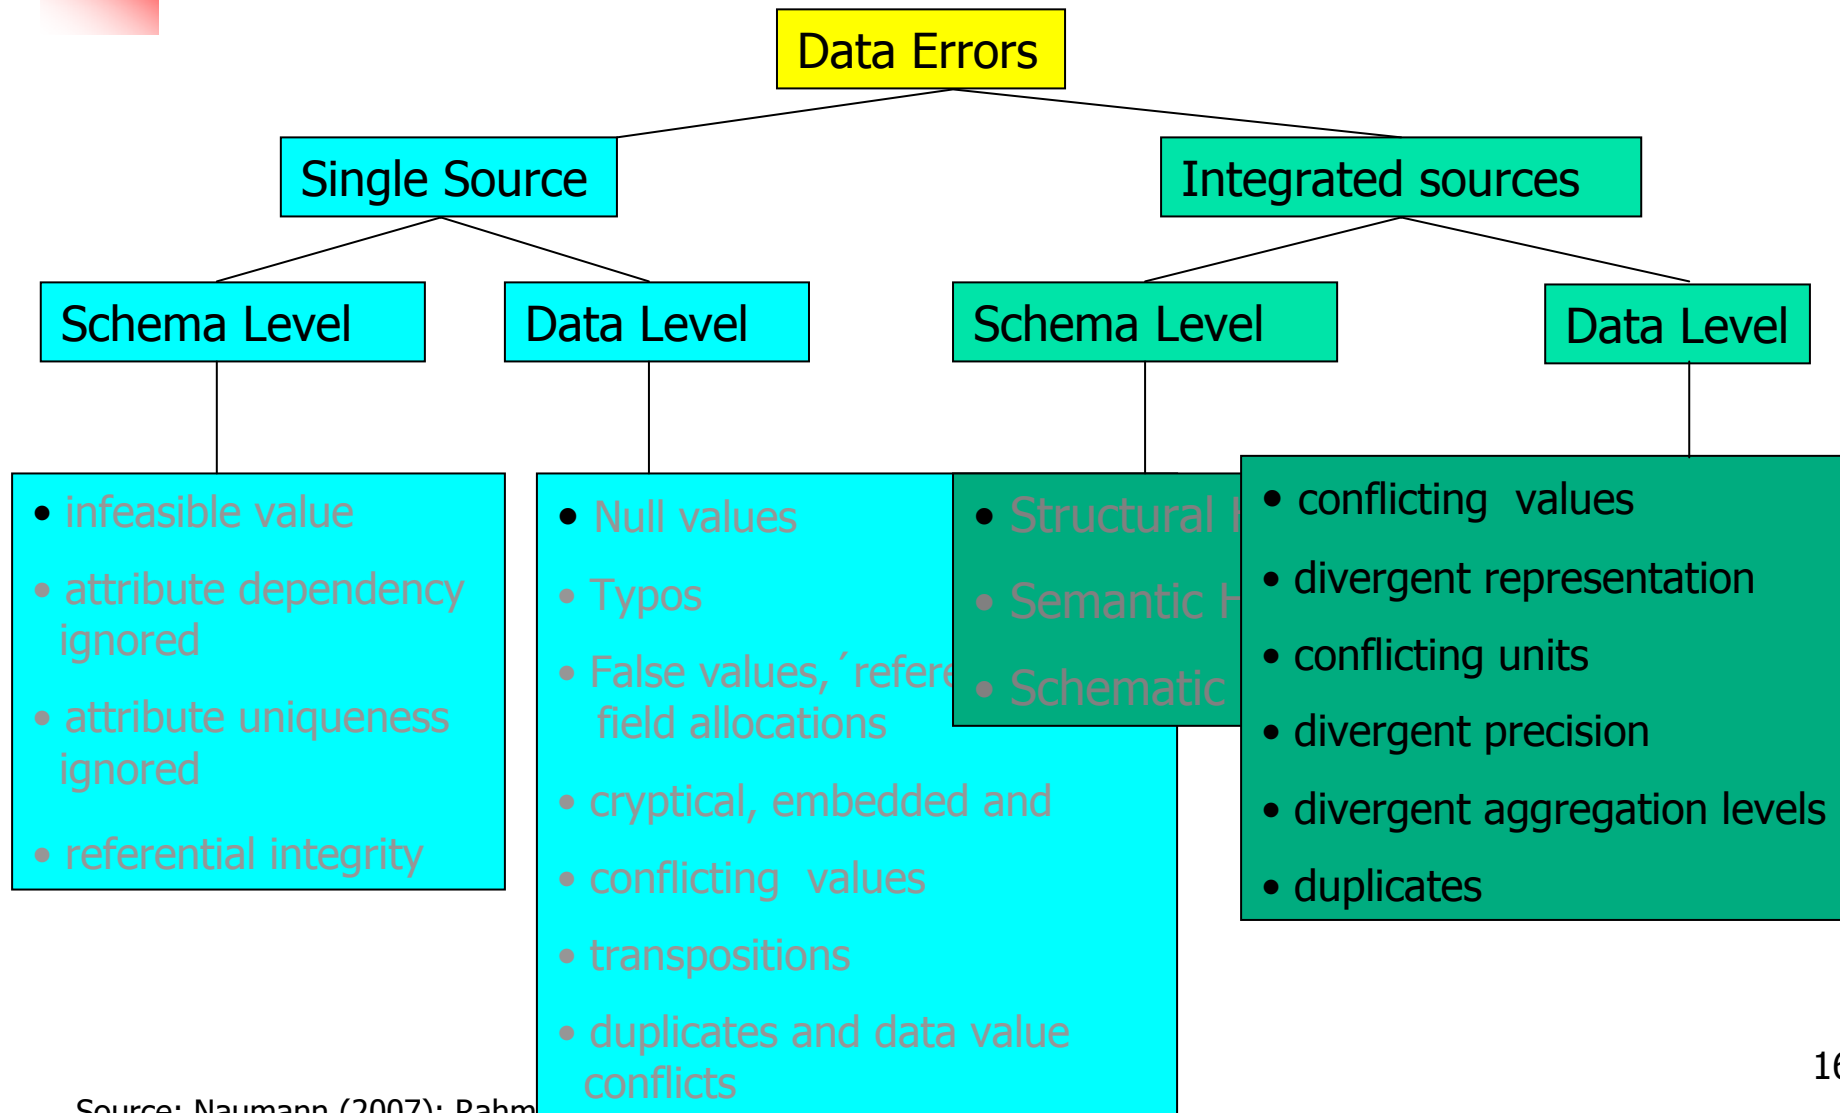 Data Errors
Single Source
Integrated sources
Schema Level
Data Level
Schema Level
Data Level
• infeasible value
• attribute dependency
ignored
• attribute uniqueness
ignored
• referential integrity
• Null values
• Typos
• False values,´
field allocations
• cryptical, embedded and
• conflicting values
• transpositions
• duplicates and data value
conflicts
• Structural
• Semantic
• Schematic
• conflicting values
• divergent representation
• conflicting units
• divergent precision
• divergent aggregation levels
• duplicates
16
Source: Naumann (2007); Rahm